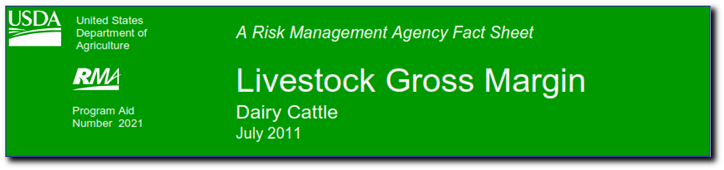 USDA
United States
Department of
Agriculture
A Risk Management Agency Fact Sheet
RMA
Livestock Gross Margin
Program Aid
Number 2021
Dairy Cattle
July 2011